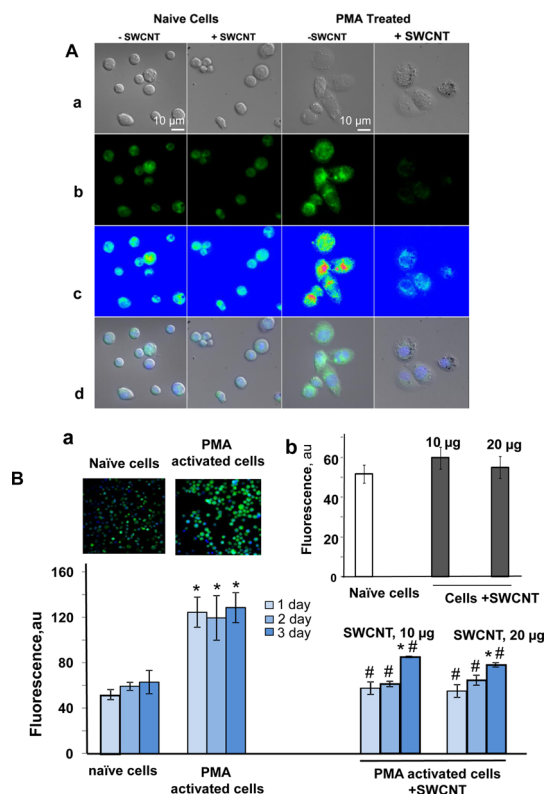 Naive Cells PMA Treated
A - SWCNT + SWCNT -SWCNT + SWCNT
a
10 µm 10 µm
b
c
d
B
a
Naïve cells PMA
activated cells
160
120
80
40
0
Fluorescence,au
* * *
1 day
2 day
3 day
naïve cells PMA
activated cells
b
60
40
20
0
Fluorescence, au
10 µg 20 µg
Naïve cells Cells +SWCNT
SWCNT, 10 µg SWCNT, 20 µg
# # *# # # *#
PMA activated cells
+SWCNT